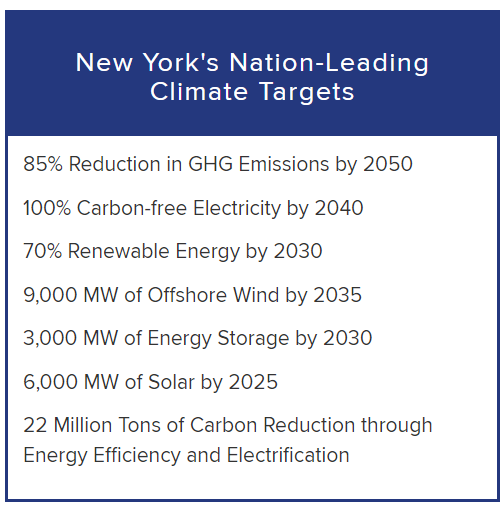 New York's Nation-Leading
Climate Targets
85% Reduction in GHG Emissions by 2050
100% Carbon-free Electricity by 2040
70% Renewable Energy by 2030
9,000 MW of Offshore Wind by 2035
3,000 MW of Energy Storage by 2030
6,000 MW of Solar by 2025
22 Million Tons of Carbon Reduction through
Energy Efficiency and Electrification